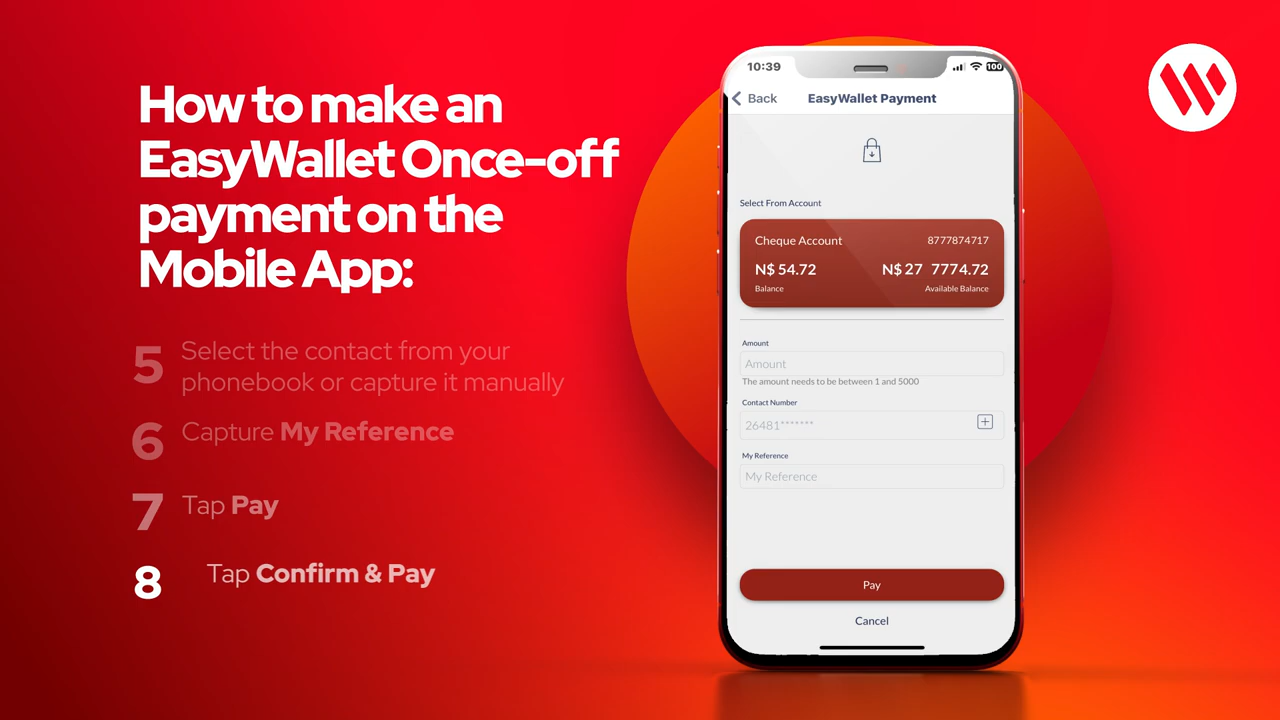 How to make an
EasyWallet Once-off
payment on the
Mobile App:
5 Select the contact from your
phonebook or capture it manually
6 Capture My Reference
7 Tap Pay
8 Tap Confirm & Pay
10:39 100
Back EasyWallet Payment
Select From Account
Cheque Account 8777874717
N$ 54.72 N$ 27 7774.72
Balance Available Balance
Amount
Amount
The amount needs to be between 1 and 5000
Contact Number
26481*******
My Reference
My Reference
Pay
Cancel